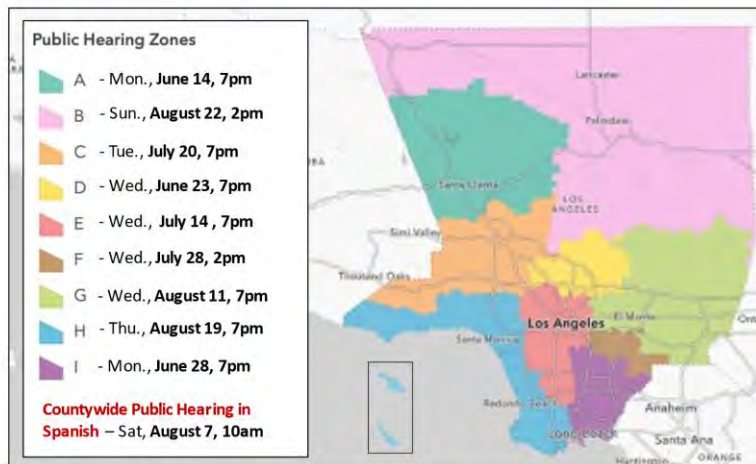 Public Hearing Zones
A - Mon., June 14, 7pm
B - Sun., August 22, 2pm
C - Tue., July 20, 7pm
D - Wed., June 23, 7pm
E - Wed., July 14, 7pm
F - Wed., July 28, 2pm
G - Wed., August 11, 7pm
H - Thu., August 19, 7pm
I - Mon., June 28, 7pm
Countywide Public Hearing in
Spanish – Sat, August 7, 10am
Lancaster
Palmdale
Santa Clarita
LOS
ANGELES
Simi Valley
Thousand Oaks
El Monte
Los Angeles
Santa Monica
Redondo Beach
Anaheim
Santa Ana
ORANGE